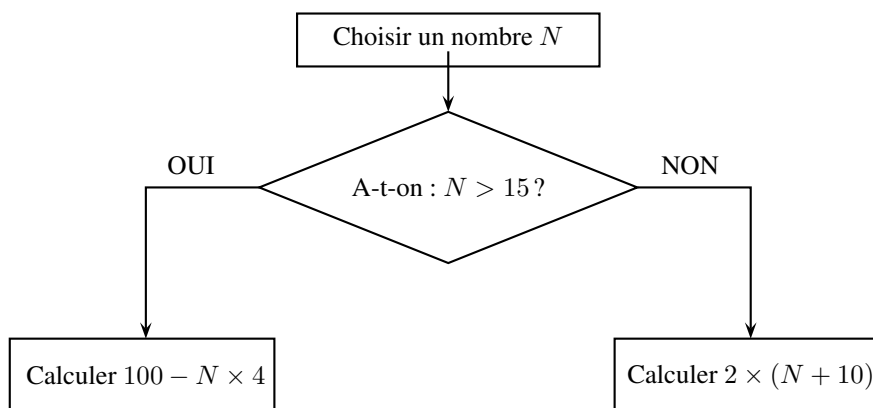 Choisir un nombre N
OUI
NON
A-t-on : N > 15 ?
Calculer 100 − N × 4
Calculer 2 × (N + 10)